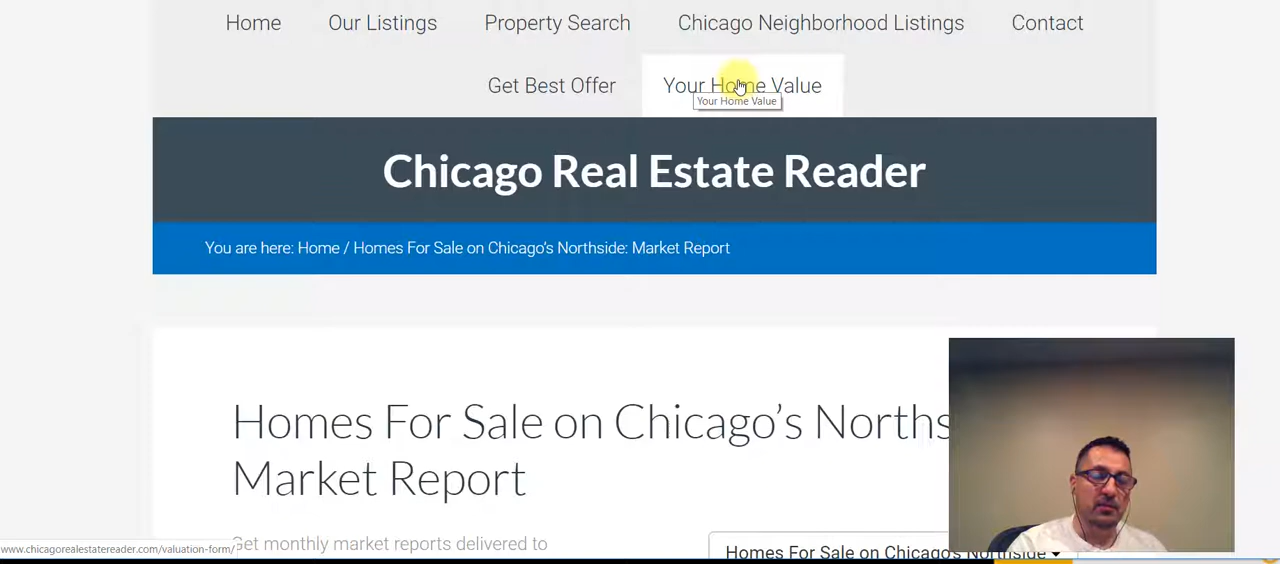 Home Our Listings Property Search Chicago Neighborhood Listings Contact
Get Best Offer Your Home Value
Your Home Value
Chicago Real Estate Reader
You are here: Home / Homes For Sale on Chicago's Northside: Market Report
Homes For Sale on Chicago's Norths
Market Report
Get monthly market reports delivered to
Homes For Sale on Chicago's Northside
www.chicagorealestatereader.com/valuation-form/